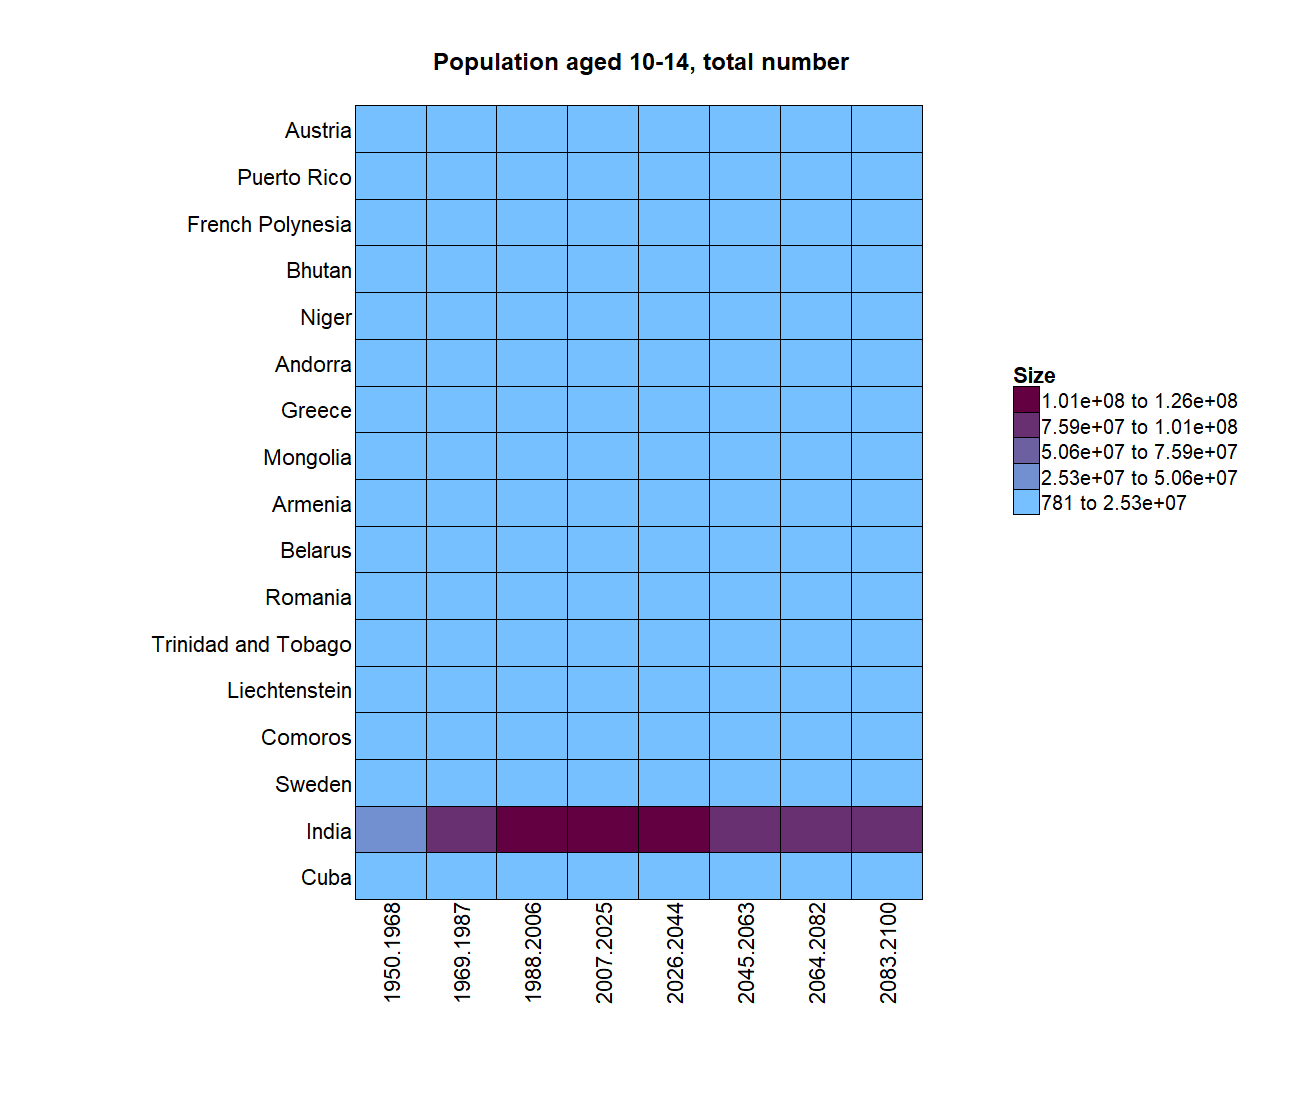 Population aged 10-14, total number
Austria
Puerto Rico
French Polynesia
Bhutan
Niger
Andorra
Greece
Mongolia
Armenia
Belarus
Romania
Trinidad and Tobago
Liechtenstein
Comoros
Sweden
India
Cuba
1950.1968
1969.1987
1988.2006
2007.2025
2026.2044
2045.2063
2064.2082
2083.2100
Size
1.01e+08 to 1.26e+08
7.59e+07 to 1.01e+08
5.06e+07 to 7.59e+07
2.53e+07 to 5.06e+07
781 to 2.53e+07